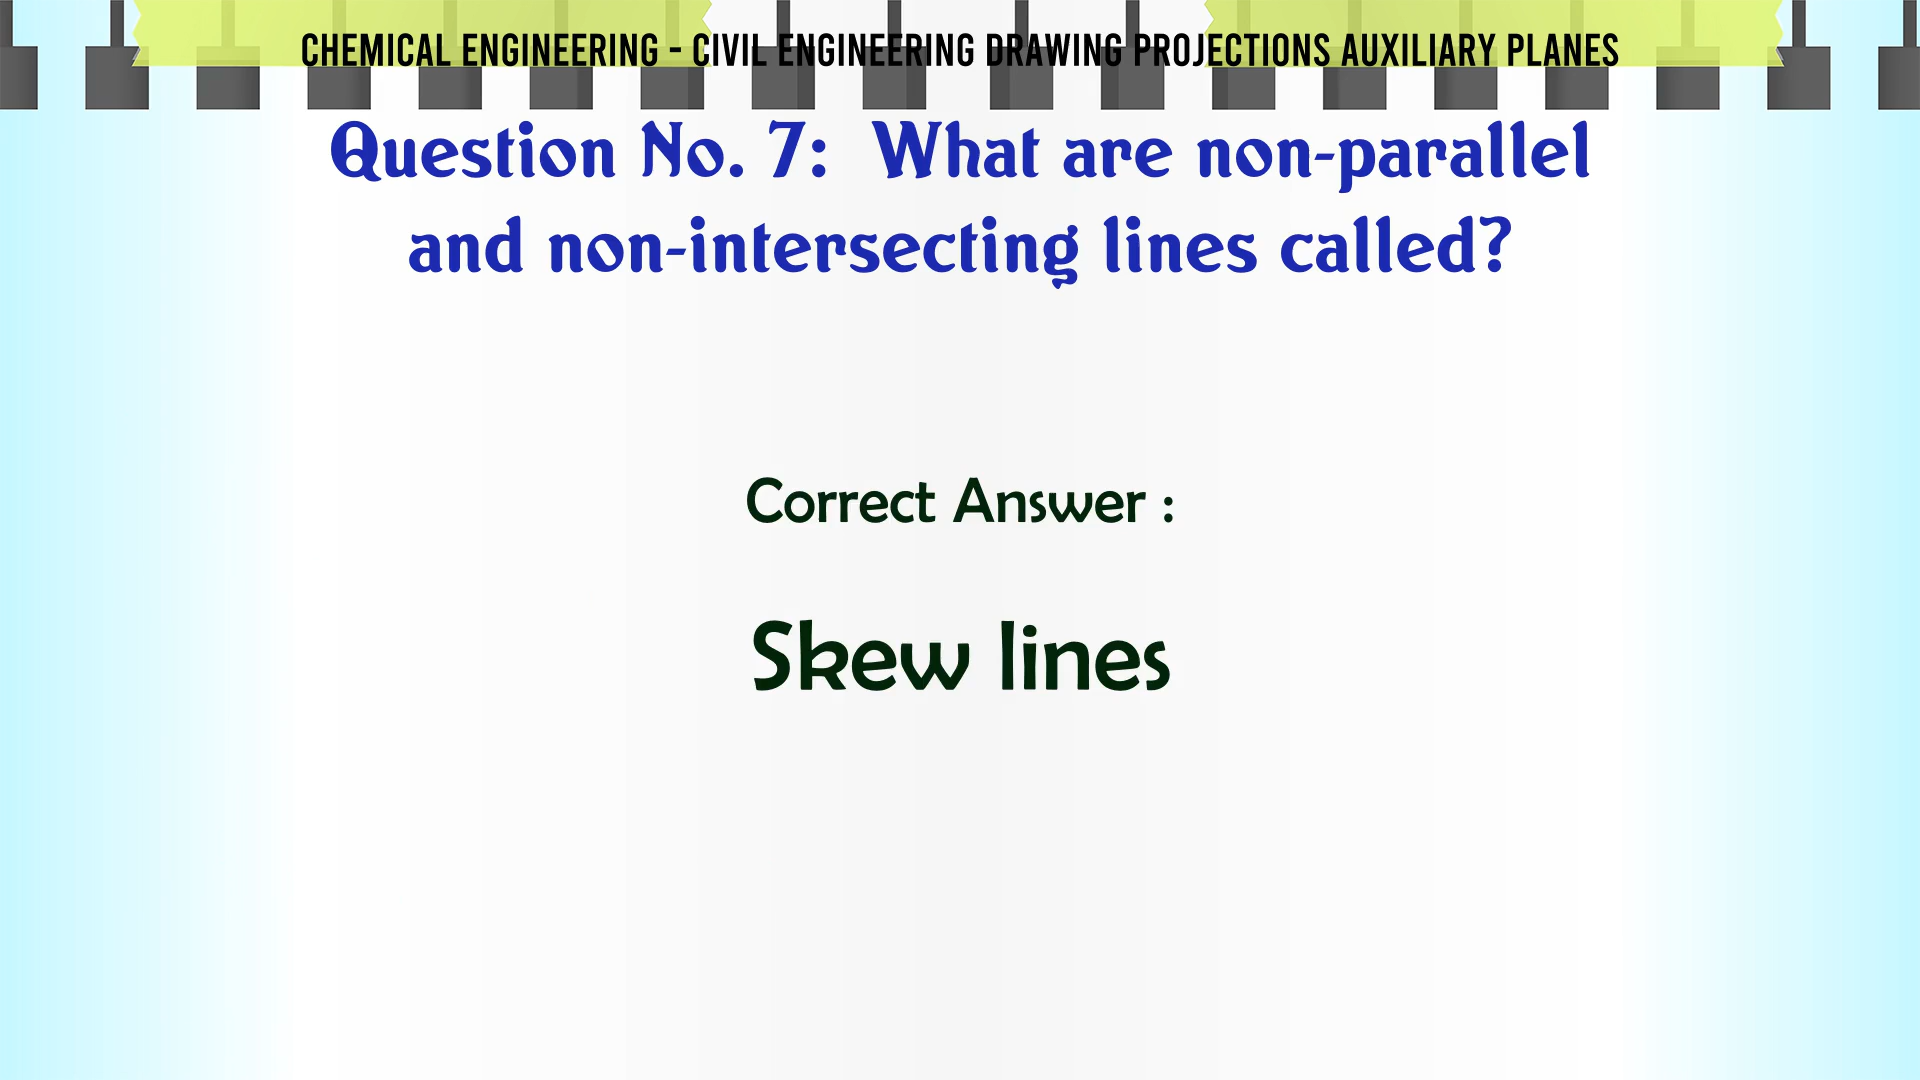 CHEMICAL ENGINEERING - CIVIL ENGINEERING DRAWING PROJECTIONS AUXILIARY PLANES
Question No. 7: What are non-parallel
and non-intersecting lines called?
Correct Answer :
Skew lines